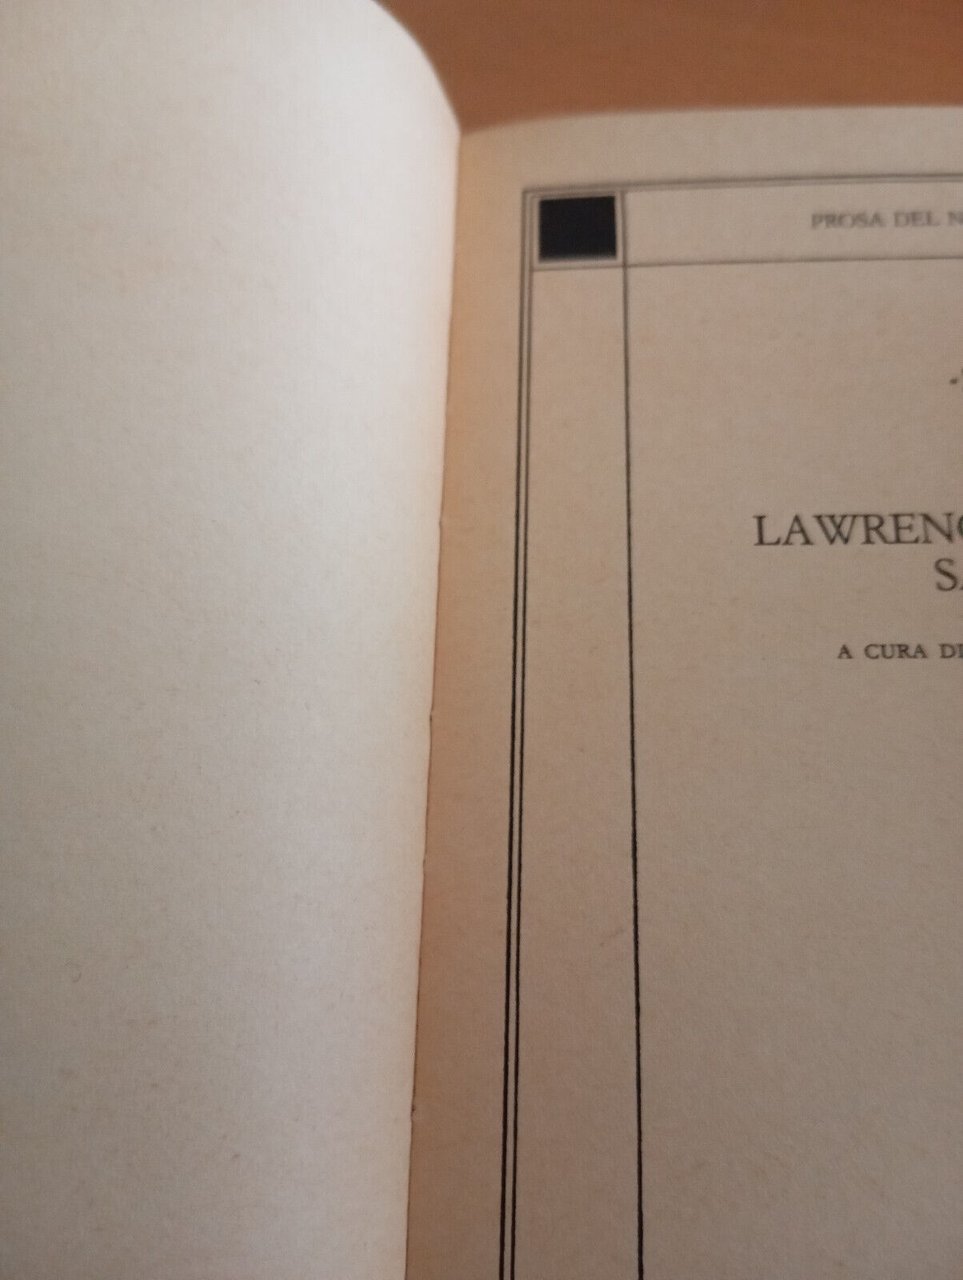 PROSA DEL N
LAWRENC
SA
A CURA DI